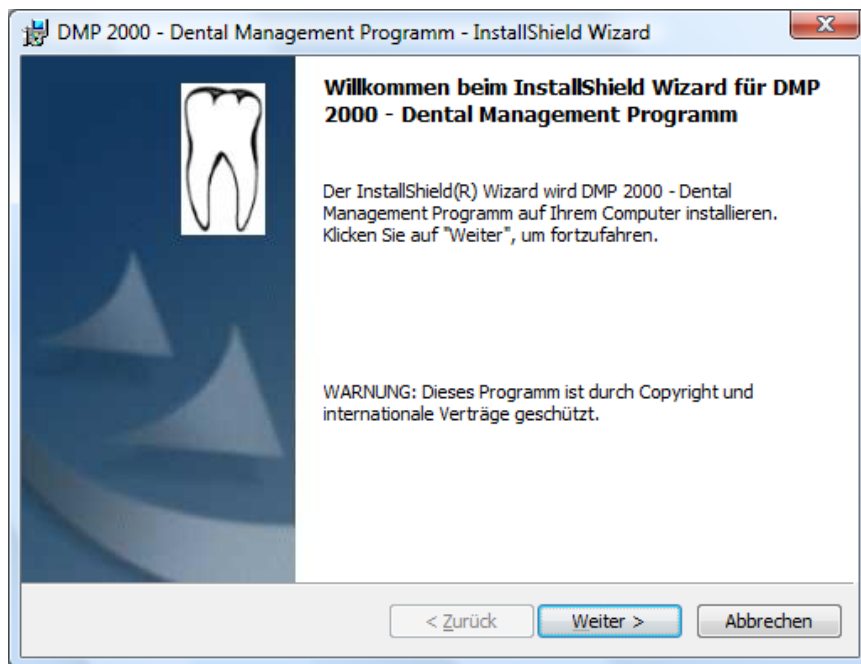 DMP 2000 - Dental Management Programm - InstallShield Wizard
Willkommen beim InstallShield Wizard für DMP
2000 - Dental Management Programm
Der InstallShield(R) Wizard wird DMP 2000 - Dental
Management Programm auf Ihrem Computer installieren.
Klicken Sie auf "Weiter", um fortzufahren.
WARNUNG: Dieses Programm ist durch Copyright und
internationale Verträge geschützt.
< Zurück Weiter > Abbrechen